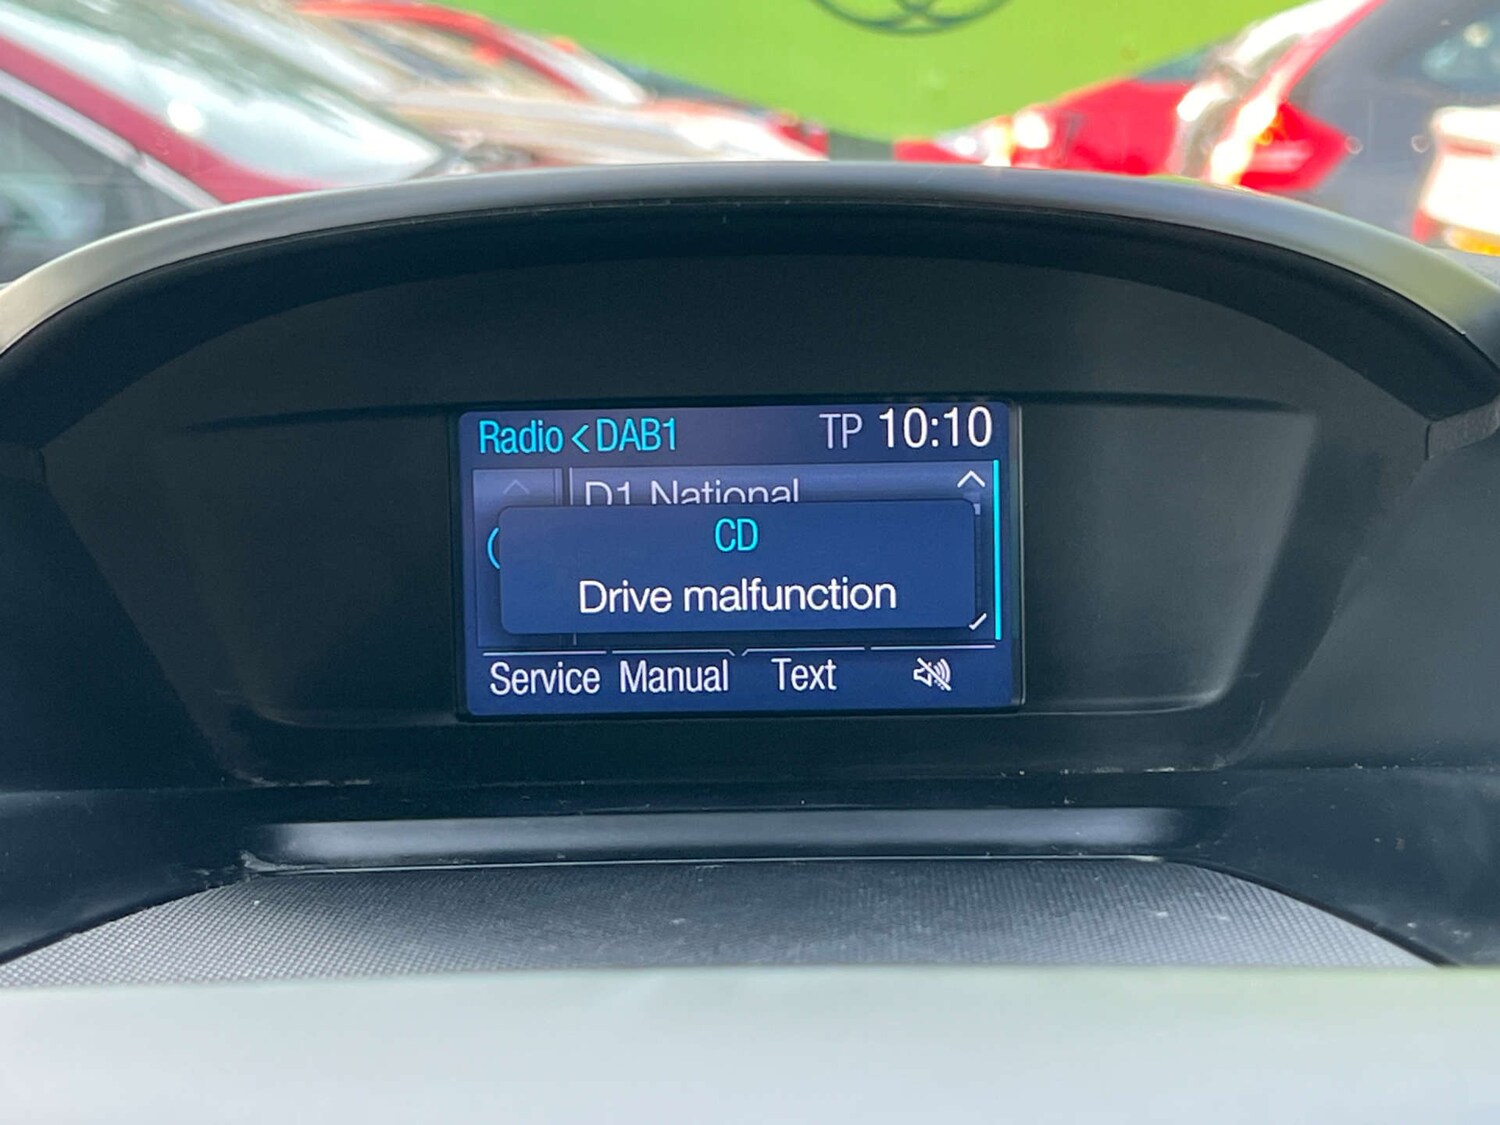 Radio < DAB1 TP 10:10
D1 National
CD
Drive malfunction
Service Manual Text